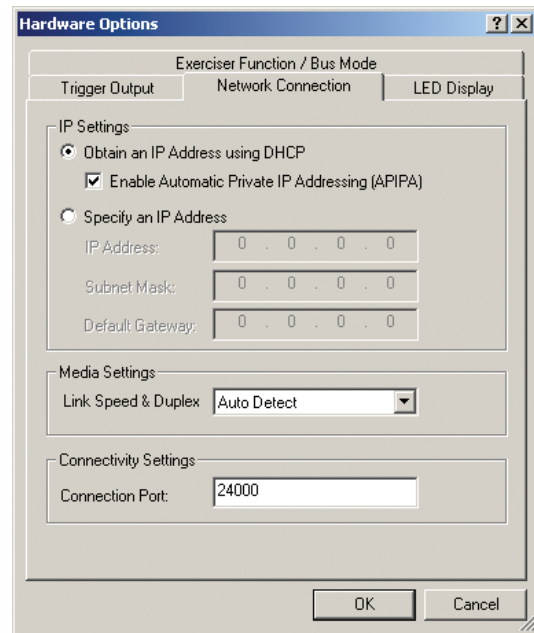 Hardware Options
Exerciser Function / Bus Mode
Trigger Output Network Connection LED Display
IP Settings
Obtain an IP Address using DHCP
Enable Automatic Private IP Addressing (APIPA)
Specify an IP Address
IP Address: 0 . 0 . 0 . 0
Subnet Mask: 0 . 0 . 0 . 0
Default Gateway: 0 . 0 . 0 . 0
Media Settings
Link Speed & Duplex Auto Detect
Connectivity Settings
Connection Port: 24000
OK Cancel